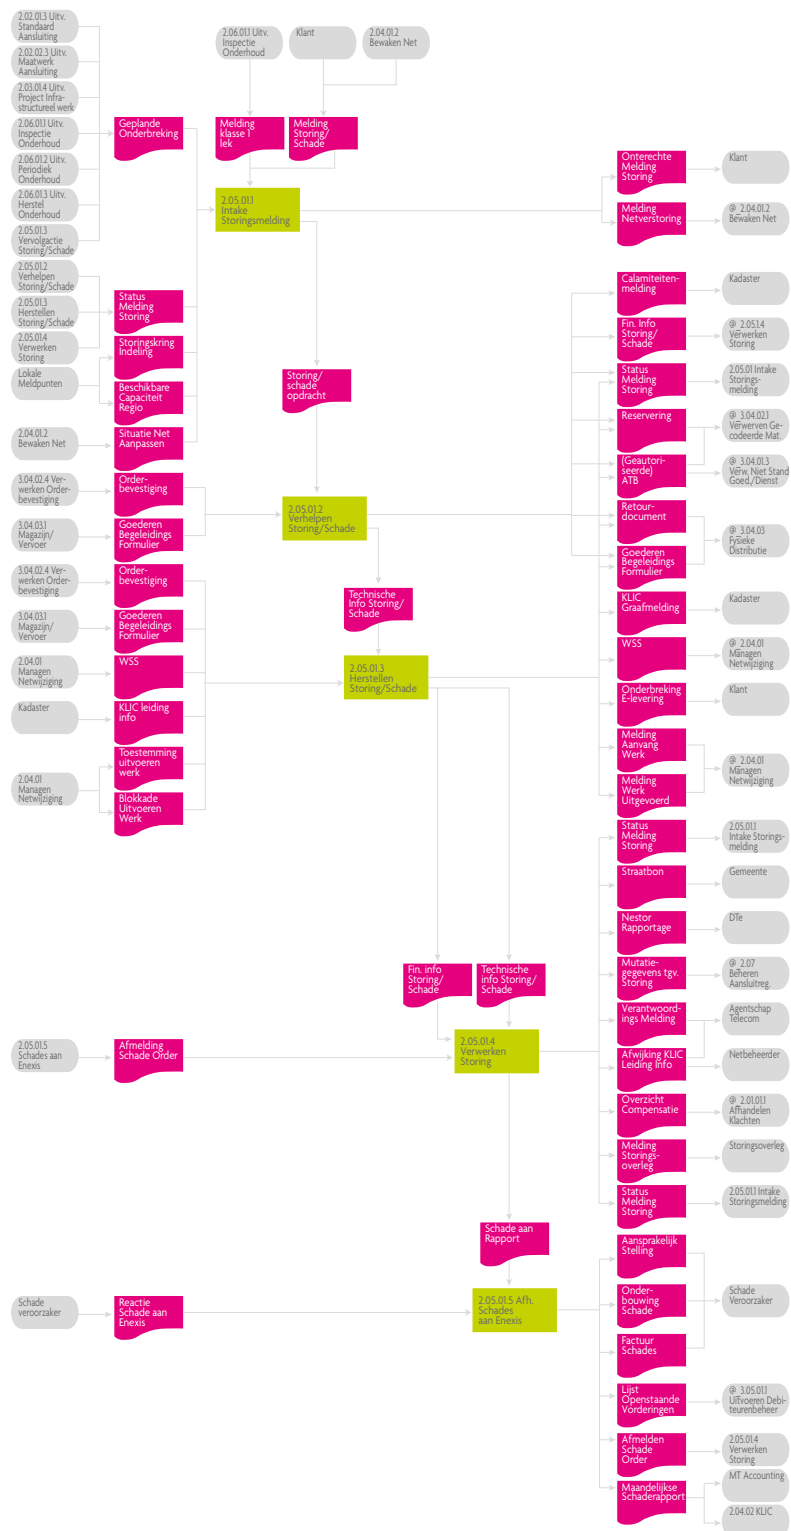 2.02.01.3 Uitv.
Standaard
Aansluiting
2.02.02.3 Uitv.
Maatwerk
Aansluiting
2.03.01.4 Uitv.
Project Infra-
structureel werk
2.06.01.1 Uitv.
Inspectie
Onderhoud
2.06.01.2 Uitv.
Periodiek
Onderhoud
2.06.01.3 Uitv.
Herstel
Onderhoud
2.05.01.3
Vervolgactie
Storing/Schade
2.05.01.2
Verhelpen
Storing/Schade
2.05.01.3
Herstellen
Storing/Schade
2.05.01.4
Verwerken
Storing
Lokale
Meldpunten
2.04.01.2
Bewaken Net
3.04.02.4 Ver-
werken Order-
bevestiging
3.04.03.1
Magazijn/
Vervoer
3.04.02.4 Ver-
werken Order-
bevestiging
3.04.03.1
Magazijn/
Vervoer
2.04.01
Managen
Netwijziging
Kadaster
2.04.01
Managen
Netwijziging
2.05.01.5
Schades aan
Enexis
Schade
veroorzaker
Geplande
Onderbreking
Status
Melding
Storing
Storingskring
Indeling
Beschikbare
Capaciteit
Regio
Situatie Net
Aanpassen
Order-
bevestiging
Goederen
Begeleidings
Formulier
Order-
bevestiging
Goederen
Begeleidings
Formulier
WSS
KLIC leiding
info
Toestemming
uitvoeren
werk
Blokkade
Uitvoeren
Werk
Afmelding
Schade Order
Reactie
Schade aan
Enexis
2.06.01.1 Uitv.
Inspectie
Onderhoud
Klant
2.04.01.2
Bewaken Net
Melding
klasse 1
lek
Melding
Storing/
Schade
2.05.01.1
Intake
Storingsmelding
Storing/
schade
opdracht
2.05.01.2
Verhelpen
Storing/Schade
Technische
Info Storing/
Schade
2.05.01.3
Herstellen
Storing/Schade
Fin. info
Storing/
Schade
Technische
info Storing/
Schade
2.05.01.4
Verwerken
Storing
Schade aan
Rapport
2.05.01.5 Afh.
Schades
aan Enexis
Onterechte
Melding
Storing
Melding
Netverstoring
Calamiteiten-
melding
Fin. Info
Storing/
Schade
Status
Melding
Storing
Reservering
(Geautori-
seerde)
ATB
Retour-
document
Goederen
Begeleidings
Formulier
KLIC
Graafmelding
WSS
Onderbreking
E-levering
Melding
Aanvang
Werk
Melding
Werk
Uitgevoerd
Status
Melding
Storing
Straatbon
Nestor
Rapportage
Mutatie-
gegevens tgv.
Storing
Verantwoord-
ings Melding
Afwijking KLIC
Leiding Info
Overzicht
Compensatie
Melding
Storings-
overleg
Status
Melding
Storing
Aansprakelijk
Stelling
Onder-
bouwing
Schade
Factuur
Schades
Lijst
Openstaande
Vorderingen
Afmelden
Schade
Order
Maandelijkse
Schaderapport
Klant
@ 2.04.01.2
Bewaken Net
Kadaster
@ 2.05.1.4
Verwerken
Storing
2.05.01 Intake
Storings-
melding
@ 3.04.02.1
Verwerven Ge-
codeerde Mat.
@ 3.04.01.3
Verw. Niet Stand
Goed./Dienst
@ 3.04.03
Fysieke
Distributie
Kadaster
@ 2.04.01
Managen
Netwijziging
Klant
@ 2.04.01
Managen
Netwijziging
2.05.01.1
Intake Storings-
melding
Gemeente
DTe
@ 2.07
Beheren
Aansluitreg.
Agentschap
Telecom
Netbeheerder
@ 2.01.01.1
Afhandelen
Klachten
Storingsoverleg
2.05.01.1 Intake
Storingsmelding
Schade
Veroorzaker
@ 3.05.01.1
Uitvoeren Debi-
teurenbeheer
2.05.01.4
Verwerken
Storing
MT Accounting
2.04.02 KLIC